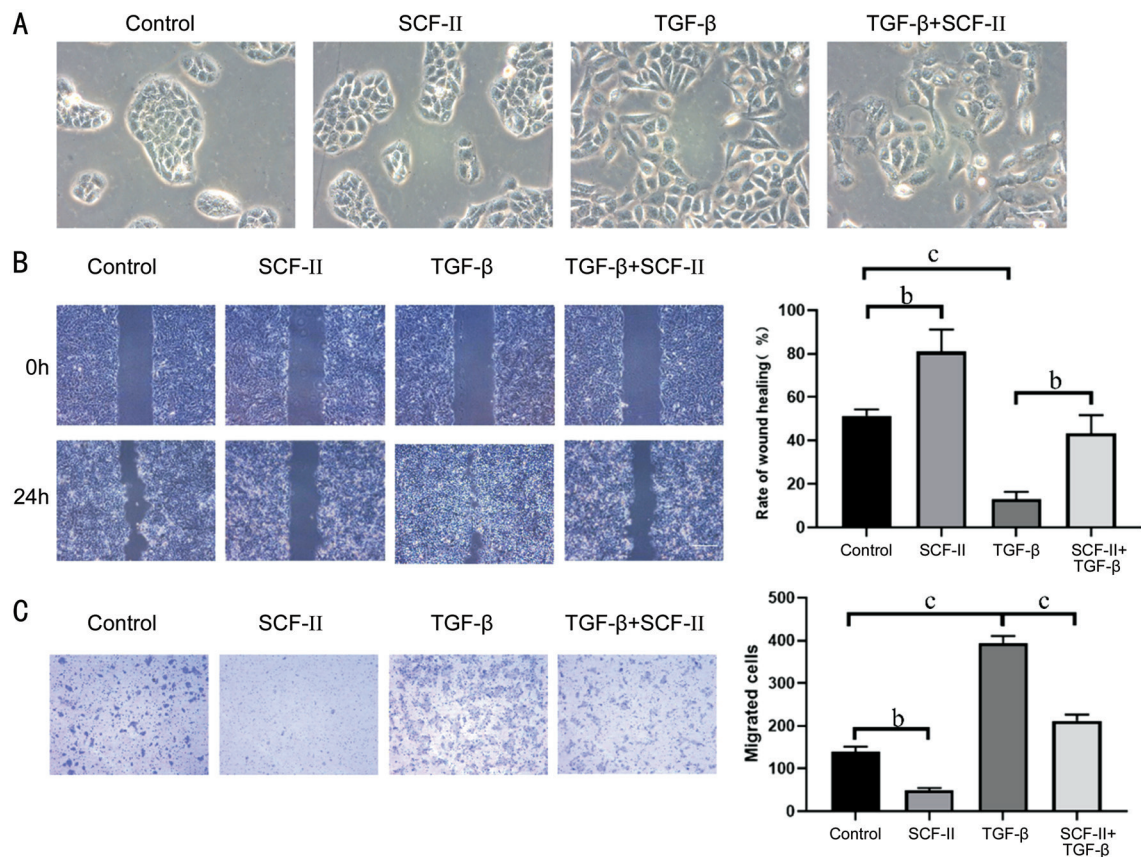 A
Control SCF-II TGF-β TGF-β+SCF-II
B
Control SCF-II TGF-β TGF-β+SCF-II
0h
24h
c
b
b
Rate of wound healing( %)
100
80
60
40
20
0
Control SCF-II TGF-β SCF-II+
TGF-β
C
Control SCF-II TGF-β TGF-β+SCF-II
c c
b
Migrated cells
500
400
300
200
100
0
Control SCF-II TGF-β SCF-II+
TGF-β